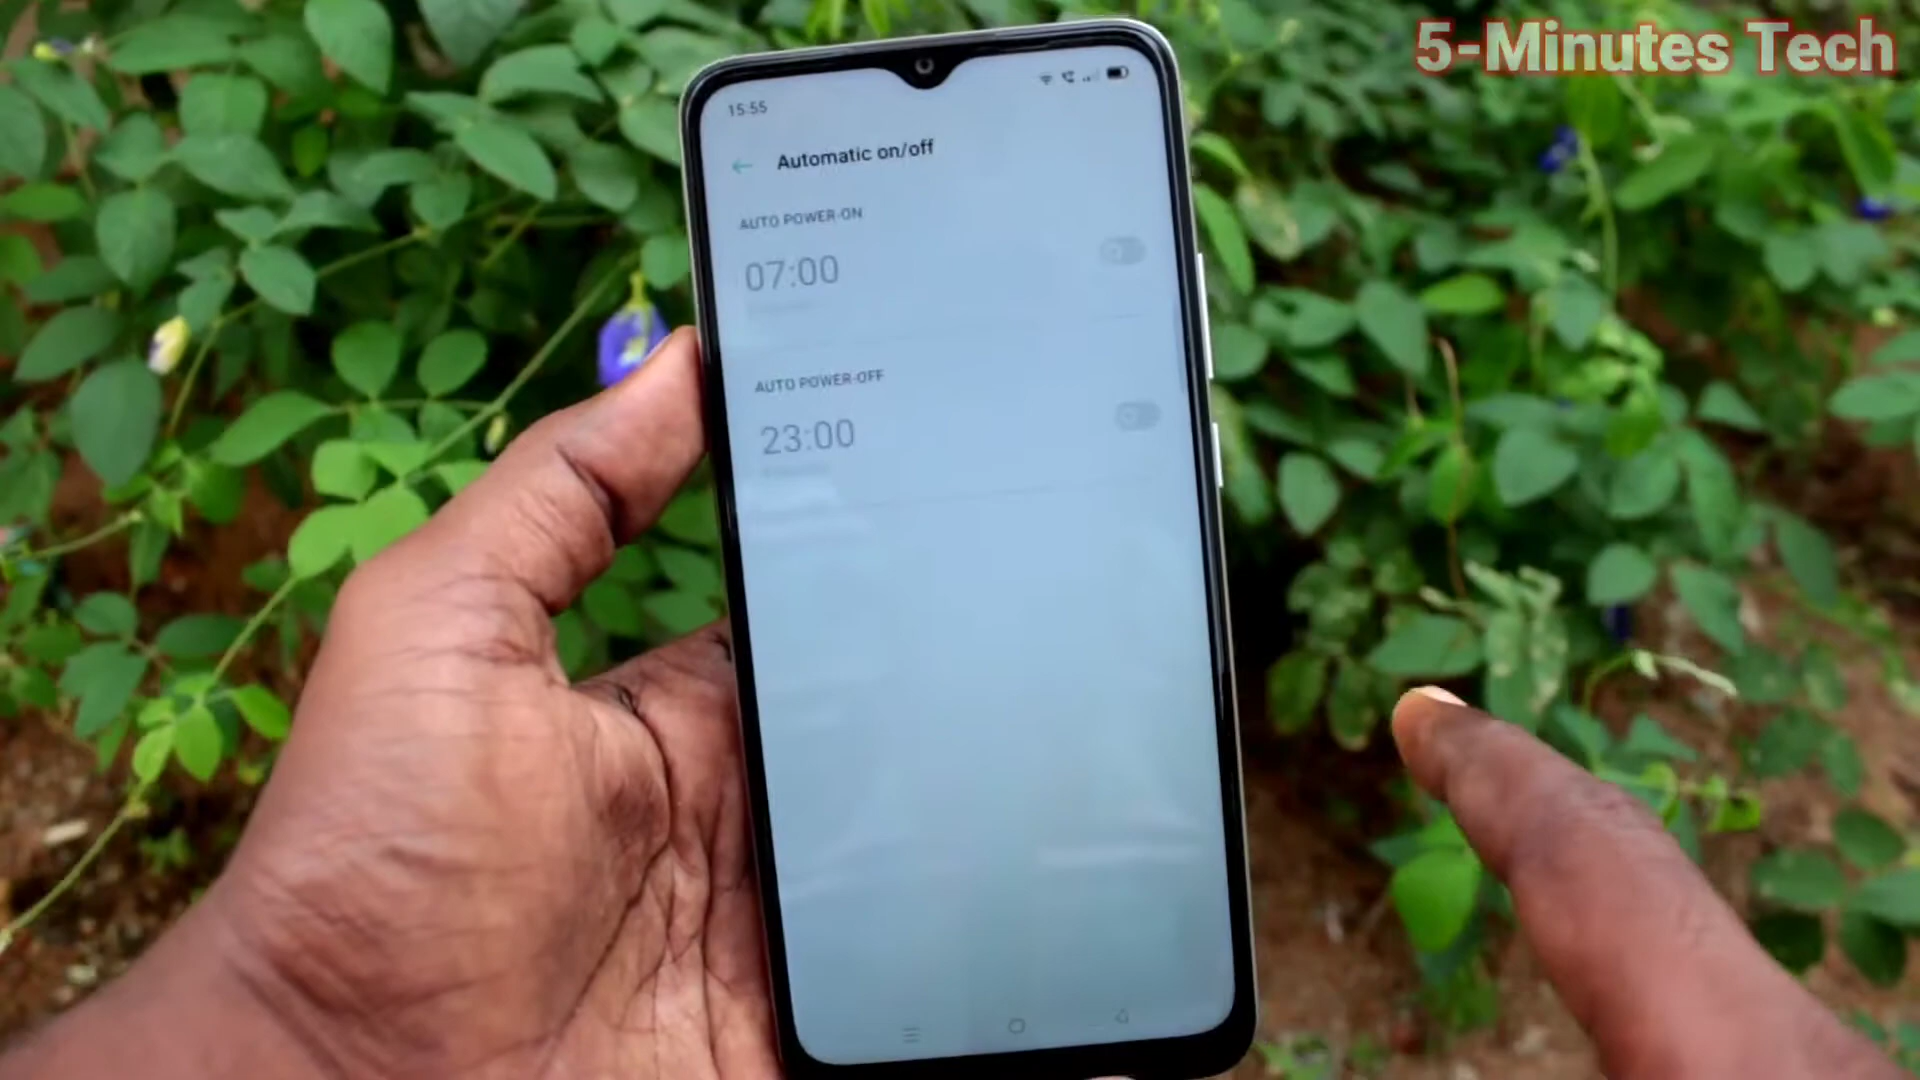 5-Minutes Tech
15:55
Automatic on/off
AUTO POWER-ON
07:00
AUTO POWER-OFF
23:00